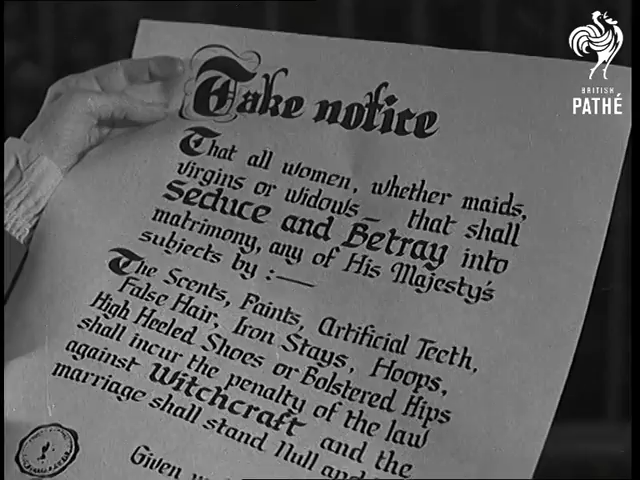 BRITISH
PATHÉ
Take notice
That all women, whether maids,
virgins or widows — that shall
Seduce and Betray into
matrimony, any of His Majesty's
subjects by :—
The Scents, Paints, Artificial Teeth,
False Hair, Iron Stays, Hoops,
High Heeled Shoes or Bolstered Hips
shall incur the penalty of the law
against Witchcraft and the
marriage shall stand Null and
Given